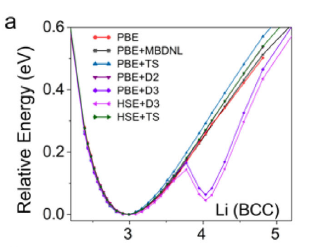 a
Relative Energy (eV)
0.6
0.4
0.2
0.0
PBE
PBE+MBDNL
PBE+TS
PBE+D2
PBE+D3
HSE+D3
HSE+TS
Li (BCC)
3
4
5